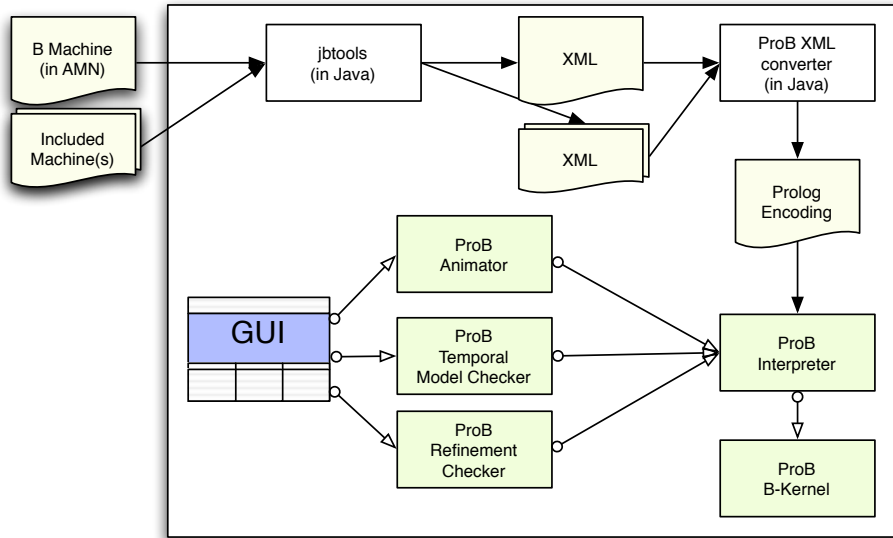 B Machine
(in AMN)
jbtools
(in Java)
XML
ProB XML
converter
(in Java)
Included
Machine(s)
XML
Prolog
Encoding
ProB
Animator
GUI
ProB
Temporal
Model Checker
ProB
Interpreter
ProB
Refinement
Checker
ProB
B-Kernel